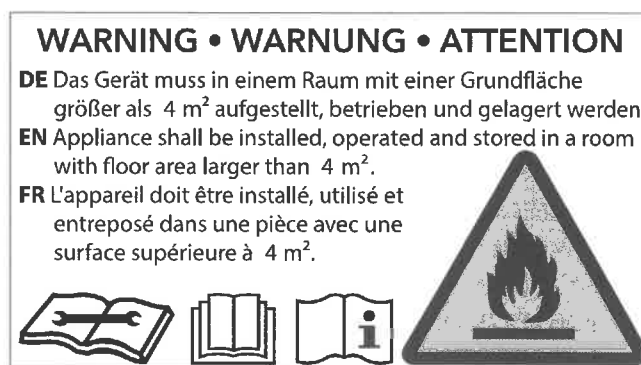 WARNING • WARNUNG • ATTENTION
DE Das Gerät muss in einem Raum mit einer Grundfläche
größer als 4 m² aufgestellt, betrieben und gelagert werden
EN Appliance shall be installed, operated and stored in a room
with floor area larger than 4 m².
FR L'appareil doit être installé, utilisé et
entreposé dans une pièce avec une
surface supérieure à 4 m².